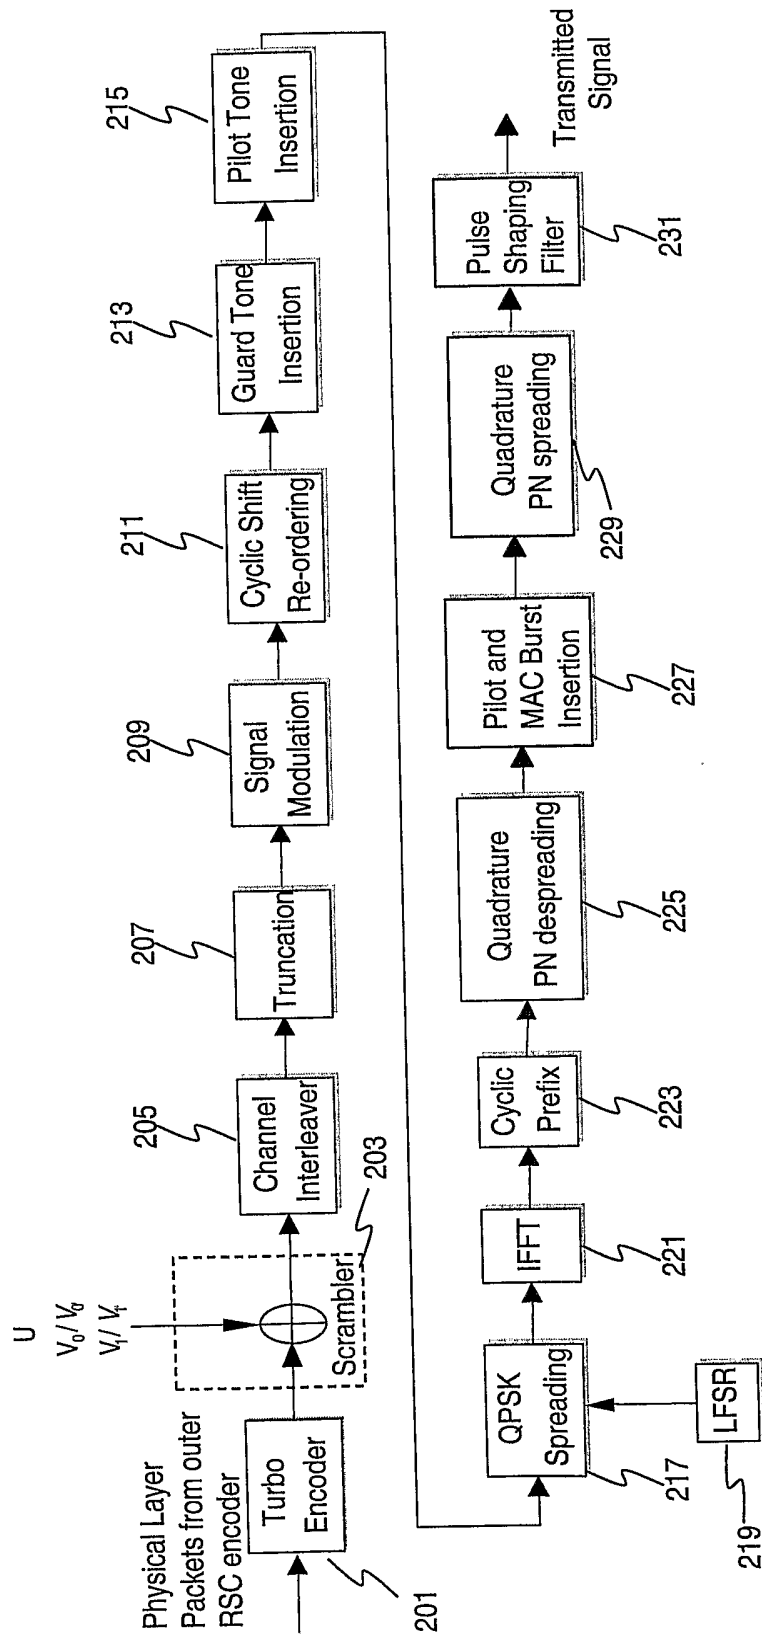 Physical Layer
Packets from outer
RSC encoder
Turbo
Encoder
201
U
V0/ V0'
V1/ V1'
Scrambler
203
Channel
Interleaver
205
Truncation
207
Signal
Modulation
209
Cyclic Shift
Re-ordering
211
Guard Tone
Insertion
213
Pilot Tone
Insertion
215
QPSK
Spreading
217
LFSR
219
IFFT
221
Cyclic
Prefix
223
Quadrature
PN despreading
225
Pilot and
MAC Burst
Insertion
227
Quadrature
PN spreading
229
Pulse
Shaping
Filter
231
Transmitted
Signal